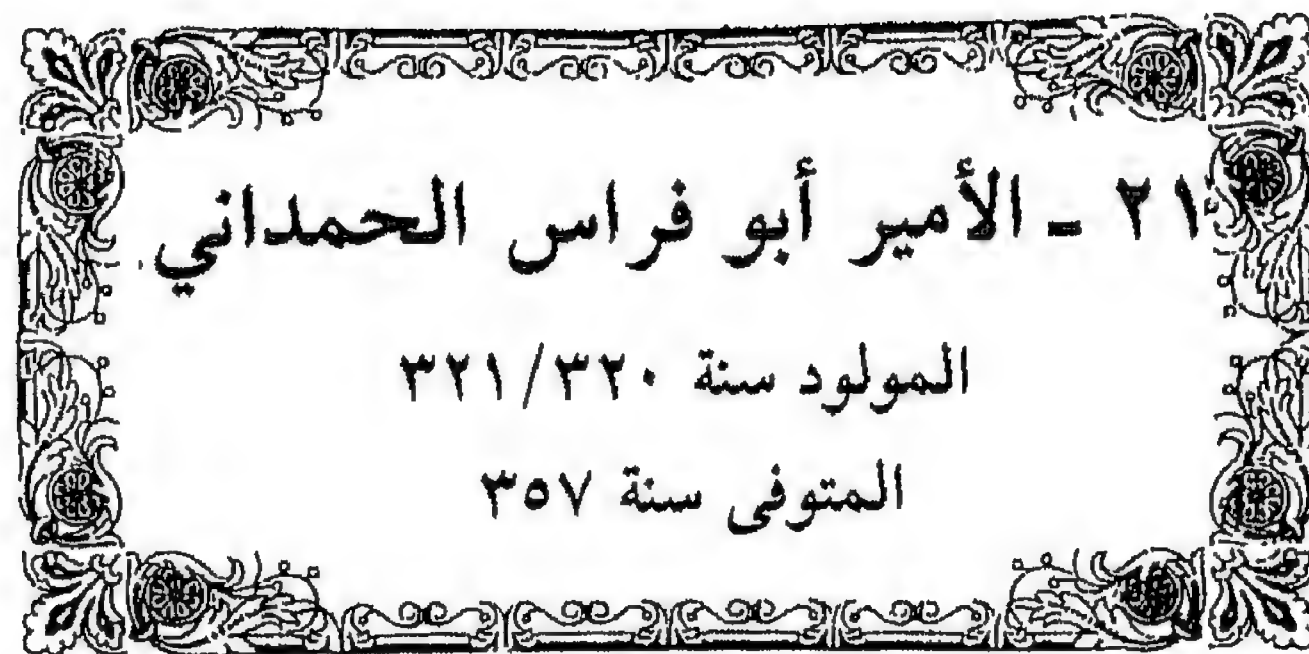 ٢١ - الأمير أبو فراس الحمداني
المولود سنة ٣٢٠/٣٢١
المتوفى سنة ٣٥٧